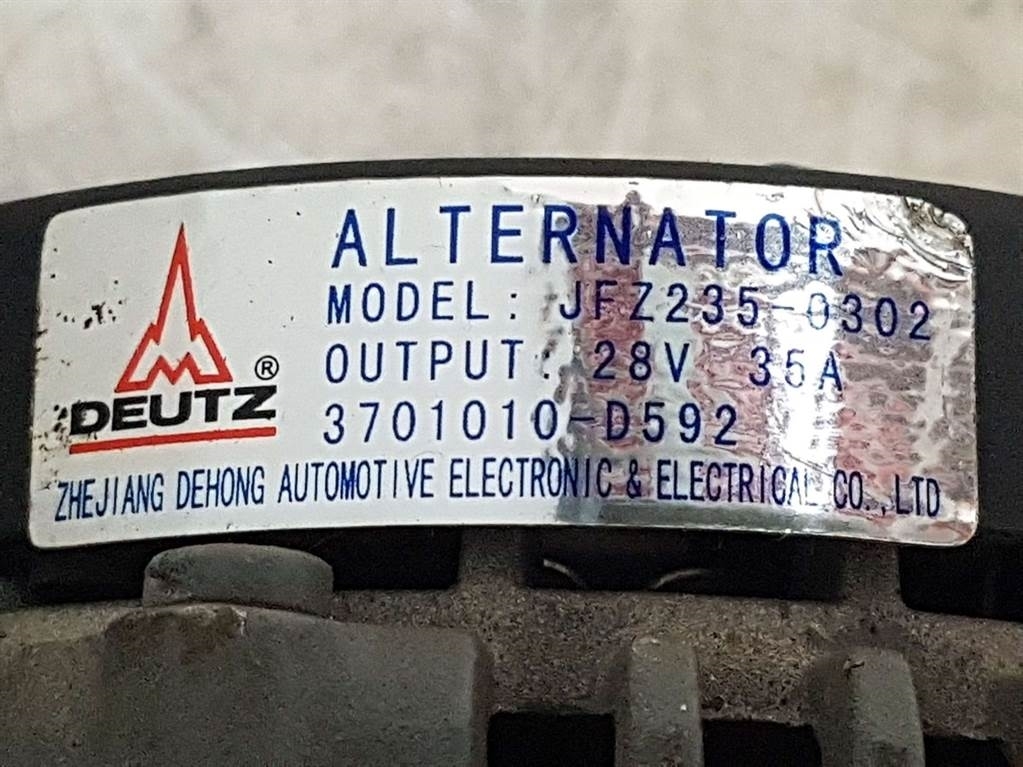 ALTERNATOR
MODEL: JFZ235-0302
OUTPUT: 28V 35A
3701010-D592
DEUTZ®
ZHEJIANG DEHONG AUTOMOTIVE ELECTRONIC & ELECTRICAL CO.,LTD